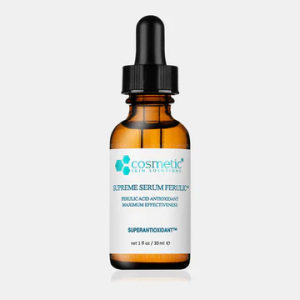 cosmetic®
SKIN SOLUTIONS
SUPREME SERUM FERULIC™
FERULIC ACID ANTIOXIDANT
MAXIMUM EFFECTIVENESS
SUPERANTIOXIDANT™
net 1 fl oz / 30 ml ℮